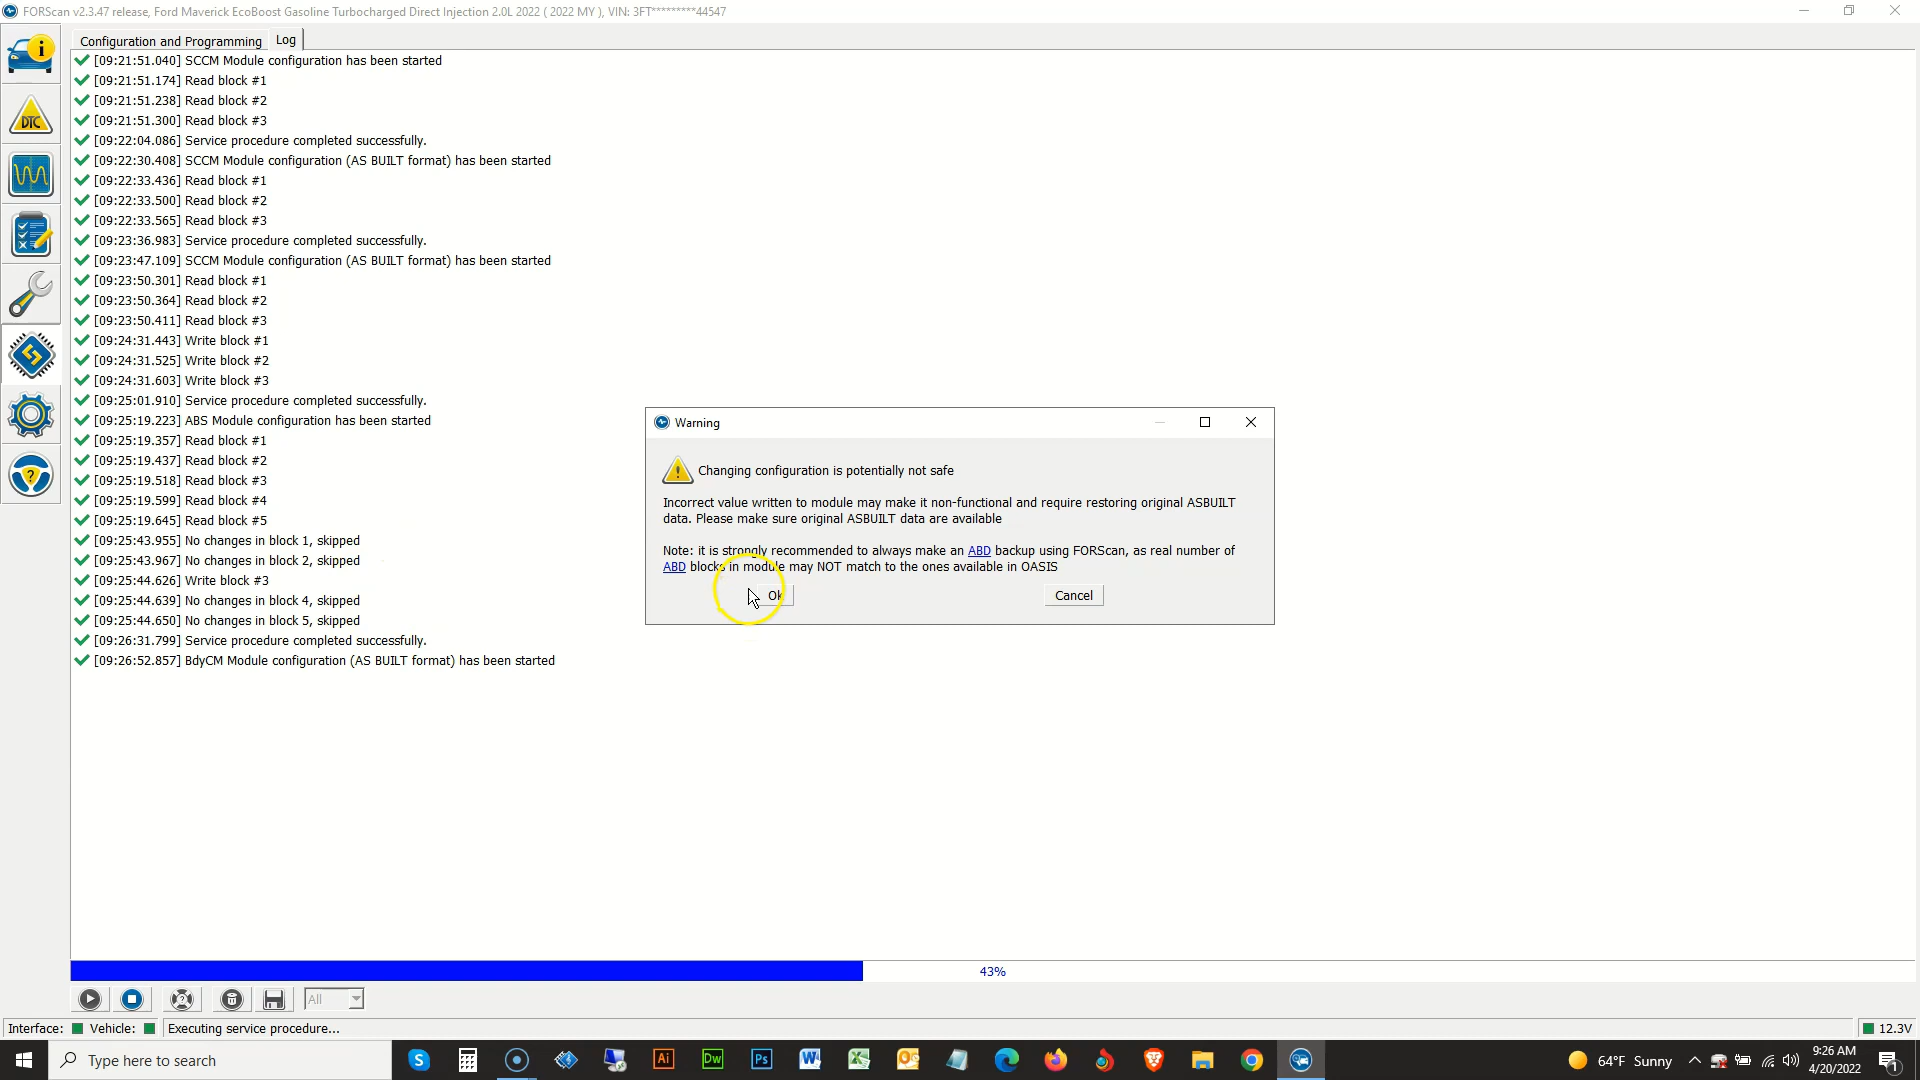 FORScan v2.3.47 release, Ford Maverick EcoBoost Gasoline Turbocharged Direct Injection 2.0L 2022 ( 2022 MY ), VIN: 3FT*********44547
Configuration and Programming
Log
[09:21:51.040] SCCM Module configuration has been started
[09:21:51.174] Read block #1
[09:21:51.238] Read block #2
[09:21:51.300] Read block #3
[09:22:04.086] Service procedure completed successfully.
[09:22:30.408] SCCM Module configuration (AS BUILT format) has been started
[09:22:33.436] Read block #1
[09:22:33.500] Read block #2
[09:22:33.565] Read block #3
[09:23:36.983] Service procedure completed successfully.
[09:23:47.109] SCCM Module configuration (AS BUILT format) has been started
[09:23:50.301] Read block #1
[09:23:50.364] Read block #2
[09:23:50.411] Read block #3
[09:24:31.443] Write block #1
[09:24:31.525] Write block #2
[09:24:31.603] Write block #3
[09:25:01.910] Service procedure completed successfully.
[09:25:19.223] ABS Module configuration has been started
[09:25:19.357] Read block #1
[09:25:19.437] Read block #2
[09:25:19.518] Read block #3
[09:25:19.599] Read block #4
[09:25:19.645] Read block #5
[09:25:43.955] No changes in block 1, skipped
[09:25:43.967] No changes in block 2, skipped
[09:25:44.626] Write block #3
[09:25:44.639] No changes in block 4, skipped
[09:25:44.650] No changes in block 5, skipped
[09:26:31.799] Service procedure completed successfully.
[09:26:52.857] BdyCM Module configuration (AS BUILT format) has been started
DTC
Warning
Changing configuration is potentially not safe
Incorrect value written to module may make it non-functional and require restoring original ASBUILT
data. Please make sure original ASBUILT data are available
Note: it is strongly recommended to always make an ABD backup using FORScan, as real number of
ABD blocks in module may NOT match to the ones available in OASIS
Ok
Cancel
43%
All
Interface: Vehicle: Executing service procedure...
12.3V
Type here to search
Ai
Dw
Ps
64°F Sunny
9:26 AM
4/20/2022
1